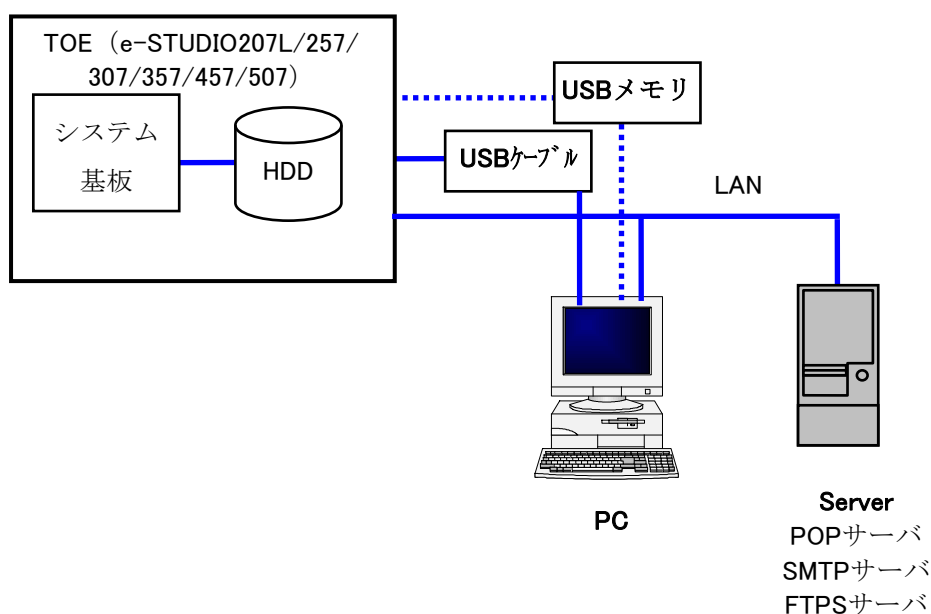 TOE（e-STUDIO207L/257/
307/357/457/507）
システム
基板
HDD
USBメモリ
USBｹｰﾌﾞﾙ
LAN
PC
Server
POPサーバ
SMTPサーバ
FTPSサーバ